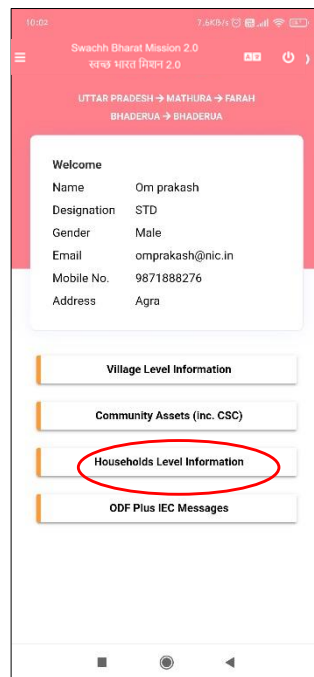 10:02 7.6KB/s
Swachh Bharat Mission 2.0
स्वच्छ भारत मिशन 2.0
UTTAR PRADESH → MATHURA → FARAH
BHADERUA → BHADERUA
Welcome
Name Om prakash
Designation STD
Gender Male
Email omprakash@nic.in
Mobile No. 9871888276
Address Agra
Village Level Information
Community Assets (inc. CSC)
Households Level Information
ODF Plus IEC Messages